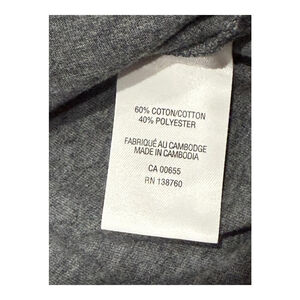 60% COTON/COTTON
40% POLYESTER
FABRIQUÉ AU CAMBODGE
MADE IN CAMBODIA
CA 00655
RN 138760